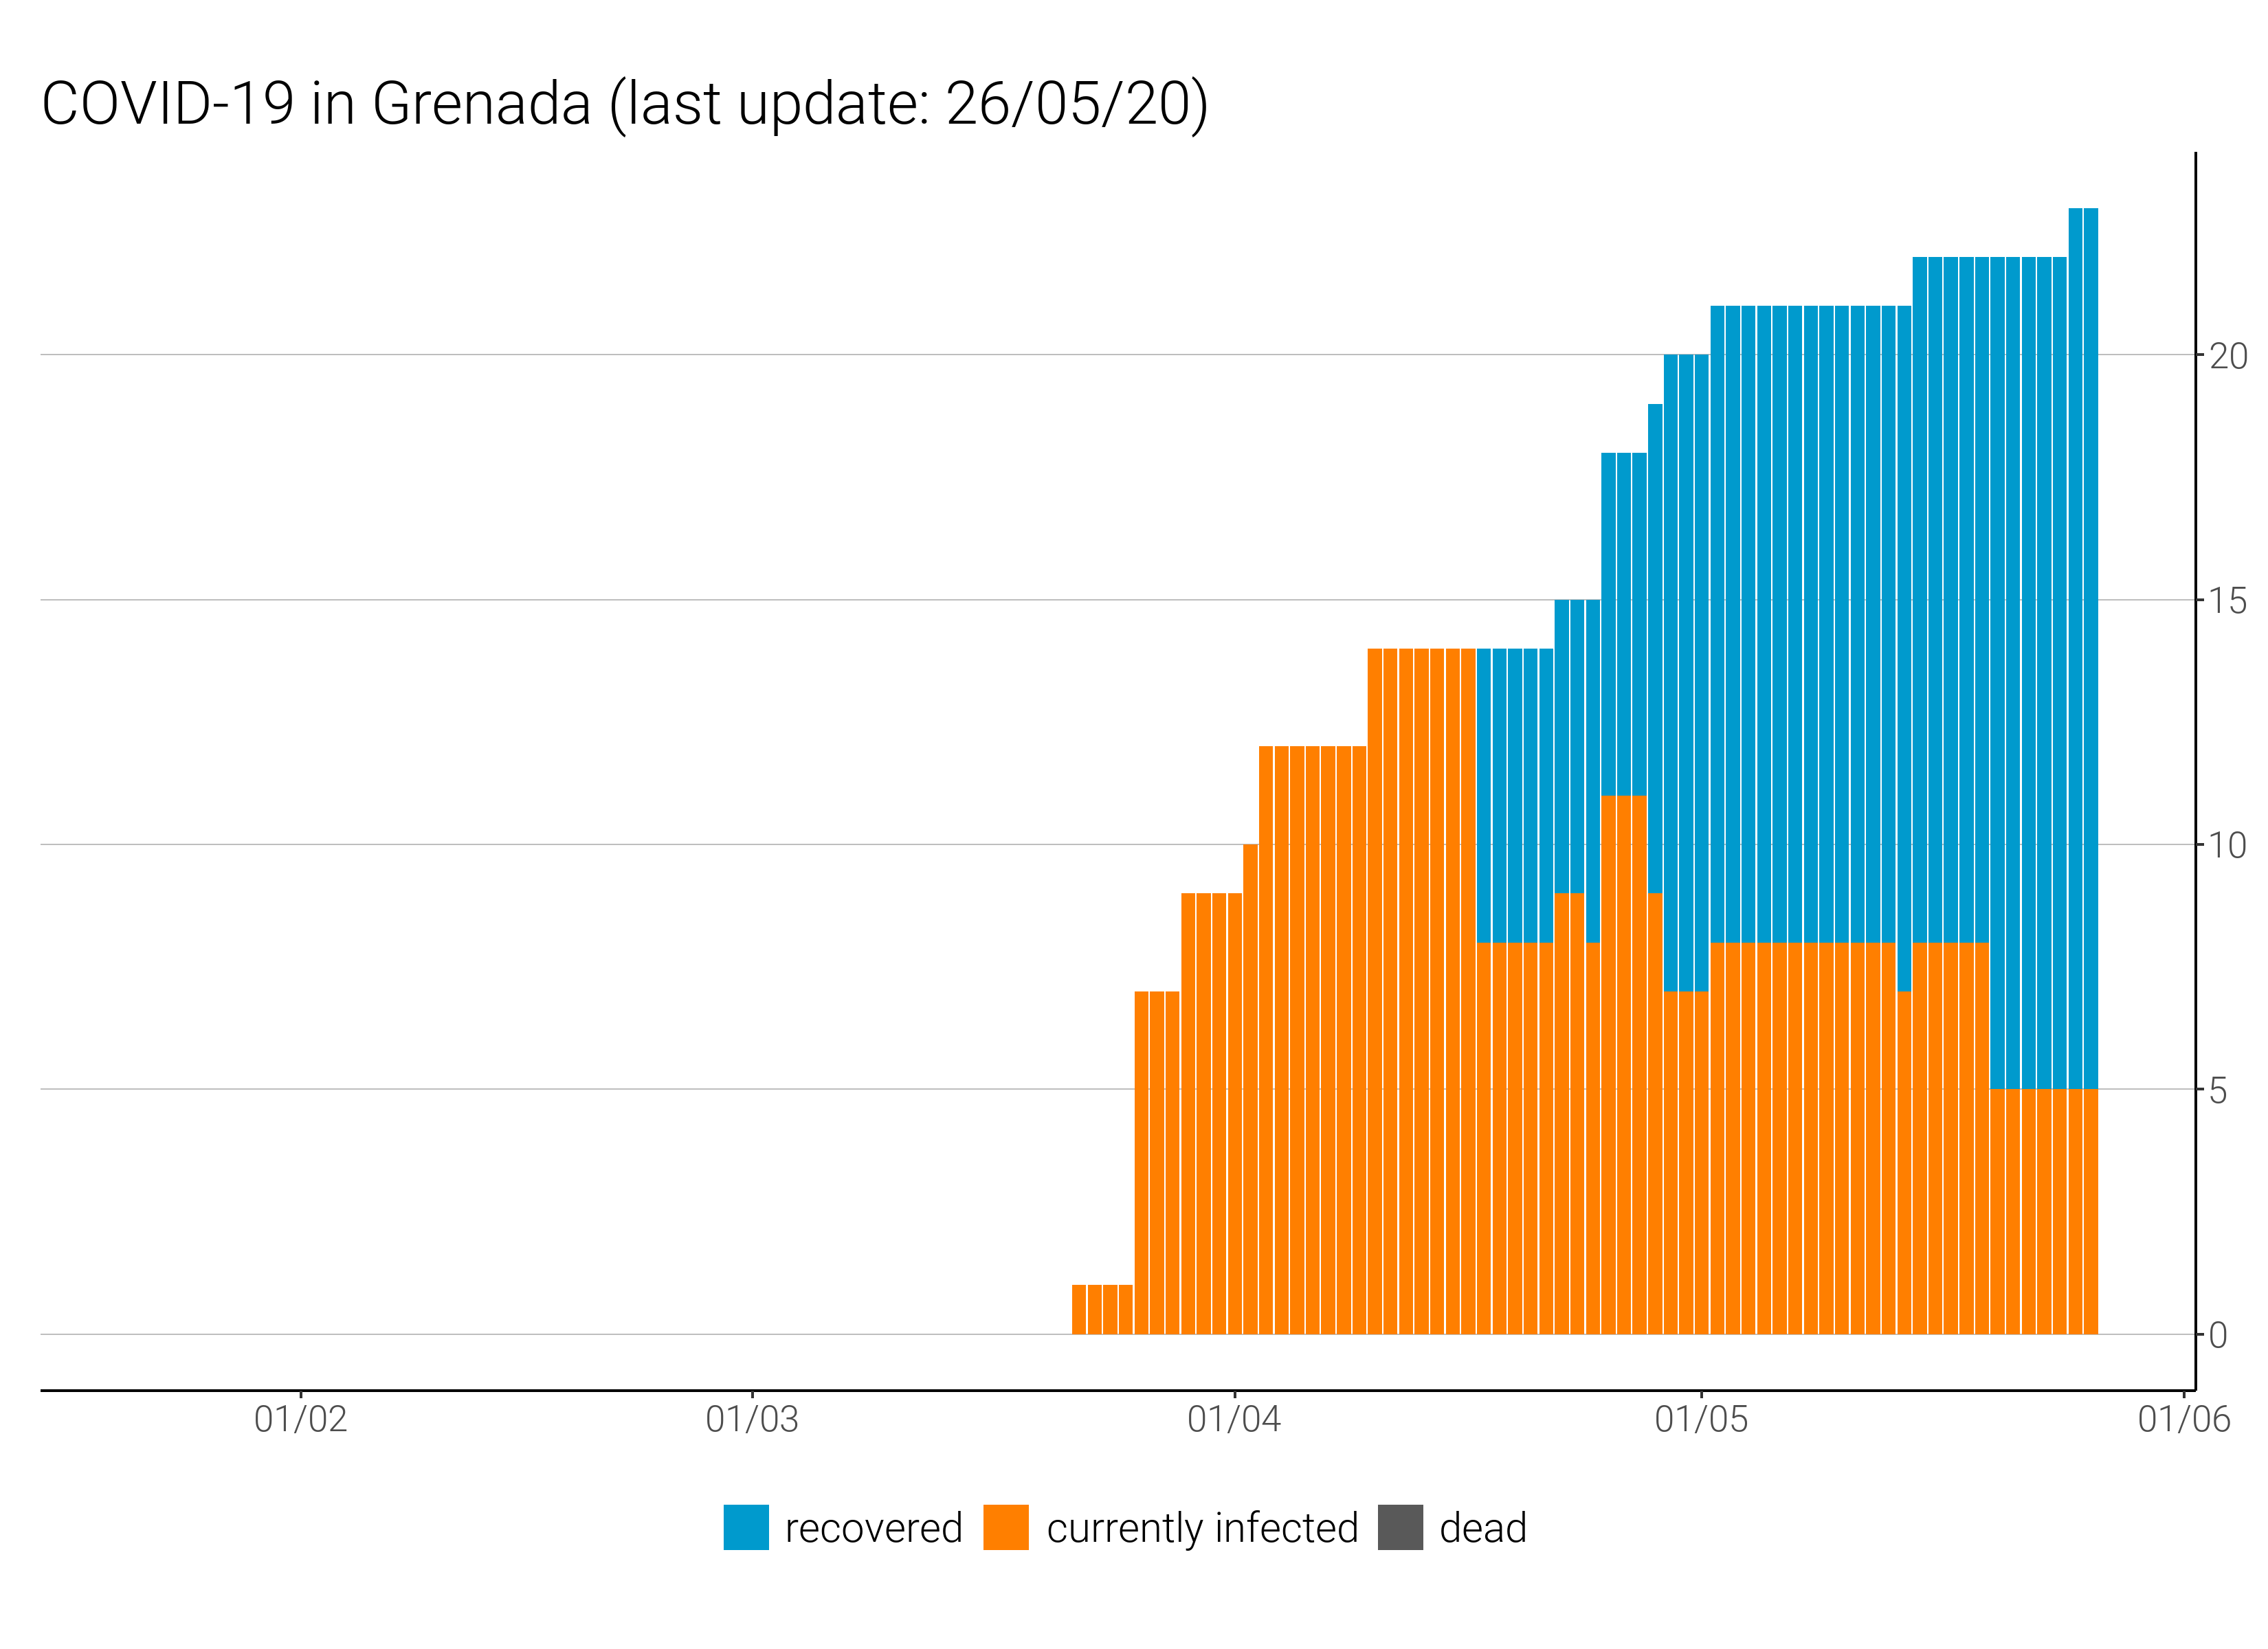 COVID-19 in Grenada (last update: 26/05/20)
20
15
10
5
0
01/02 01/03 01/04 01/05 01/06
recovered currently infected dead